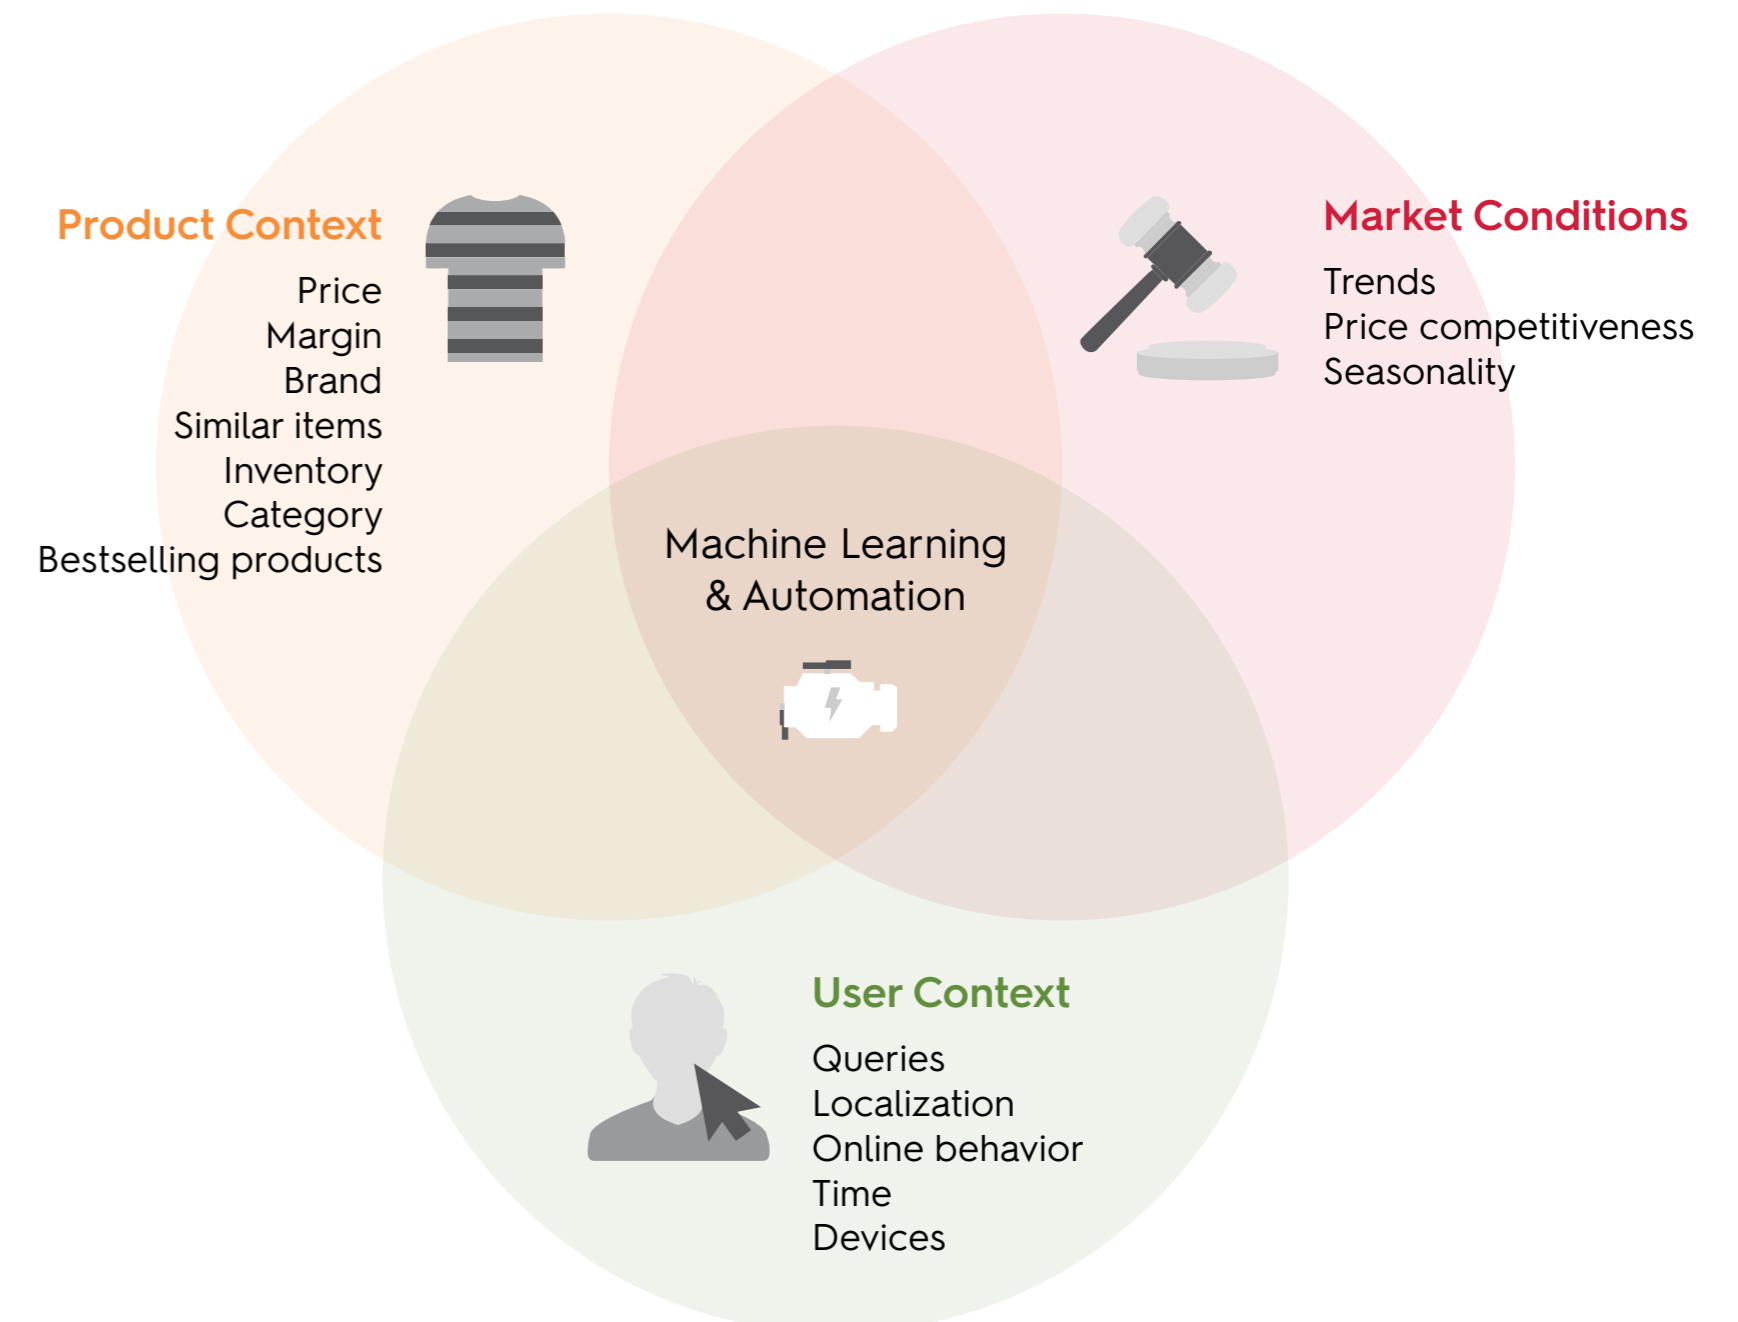 Product Context
Price
Margin
Brand
Similar items
Inventory
Category
Bestselling products
Market Conditions
Trends
Price competitiveness
Seasonality
Machine Learning
& Automation
User Context
Queries
Localization
Online behavior
Time
Devices